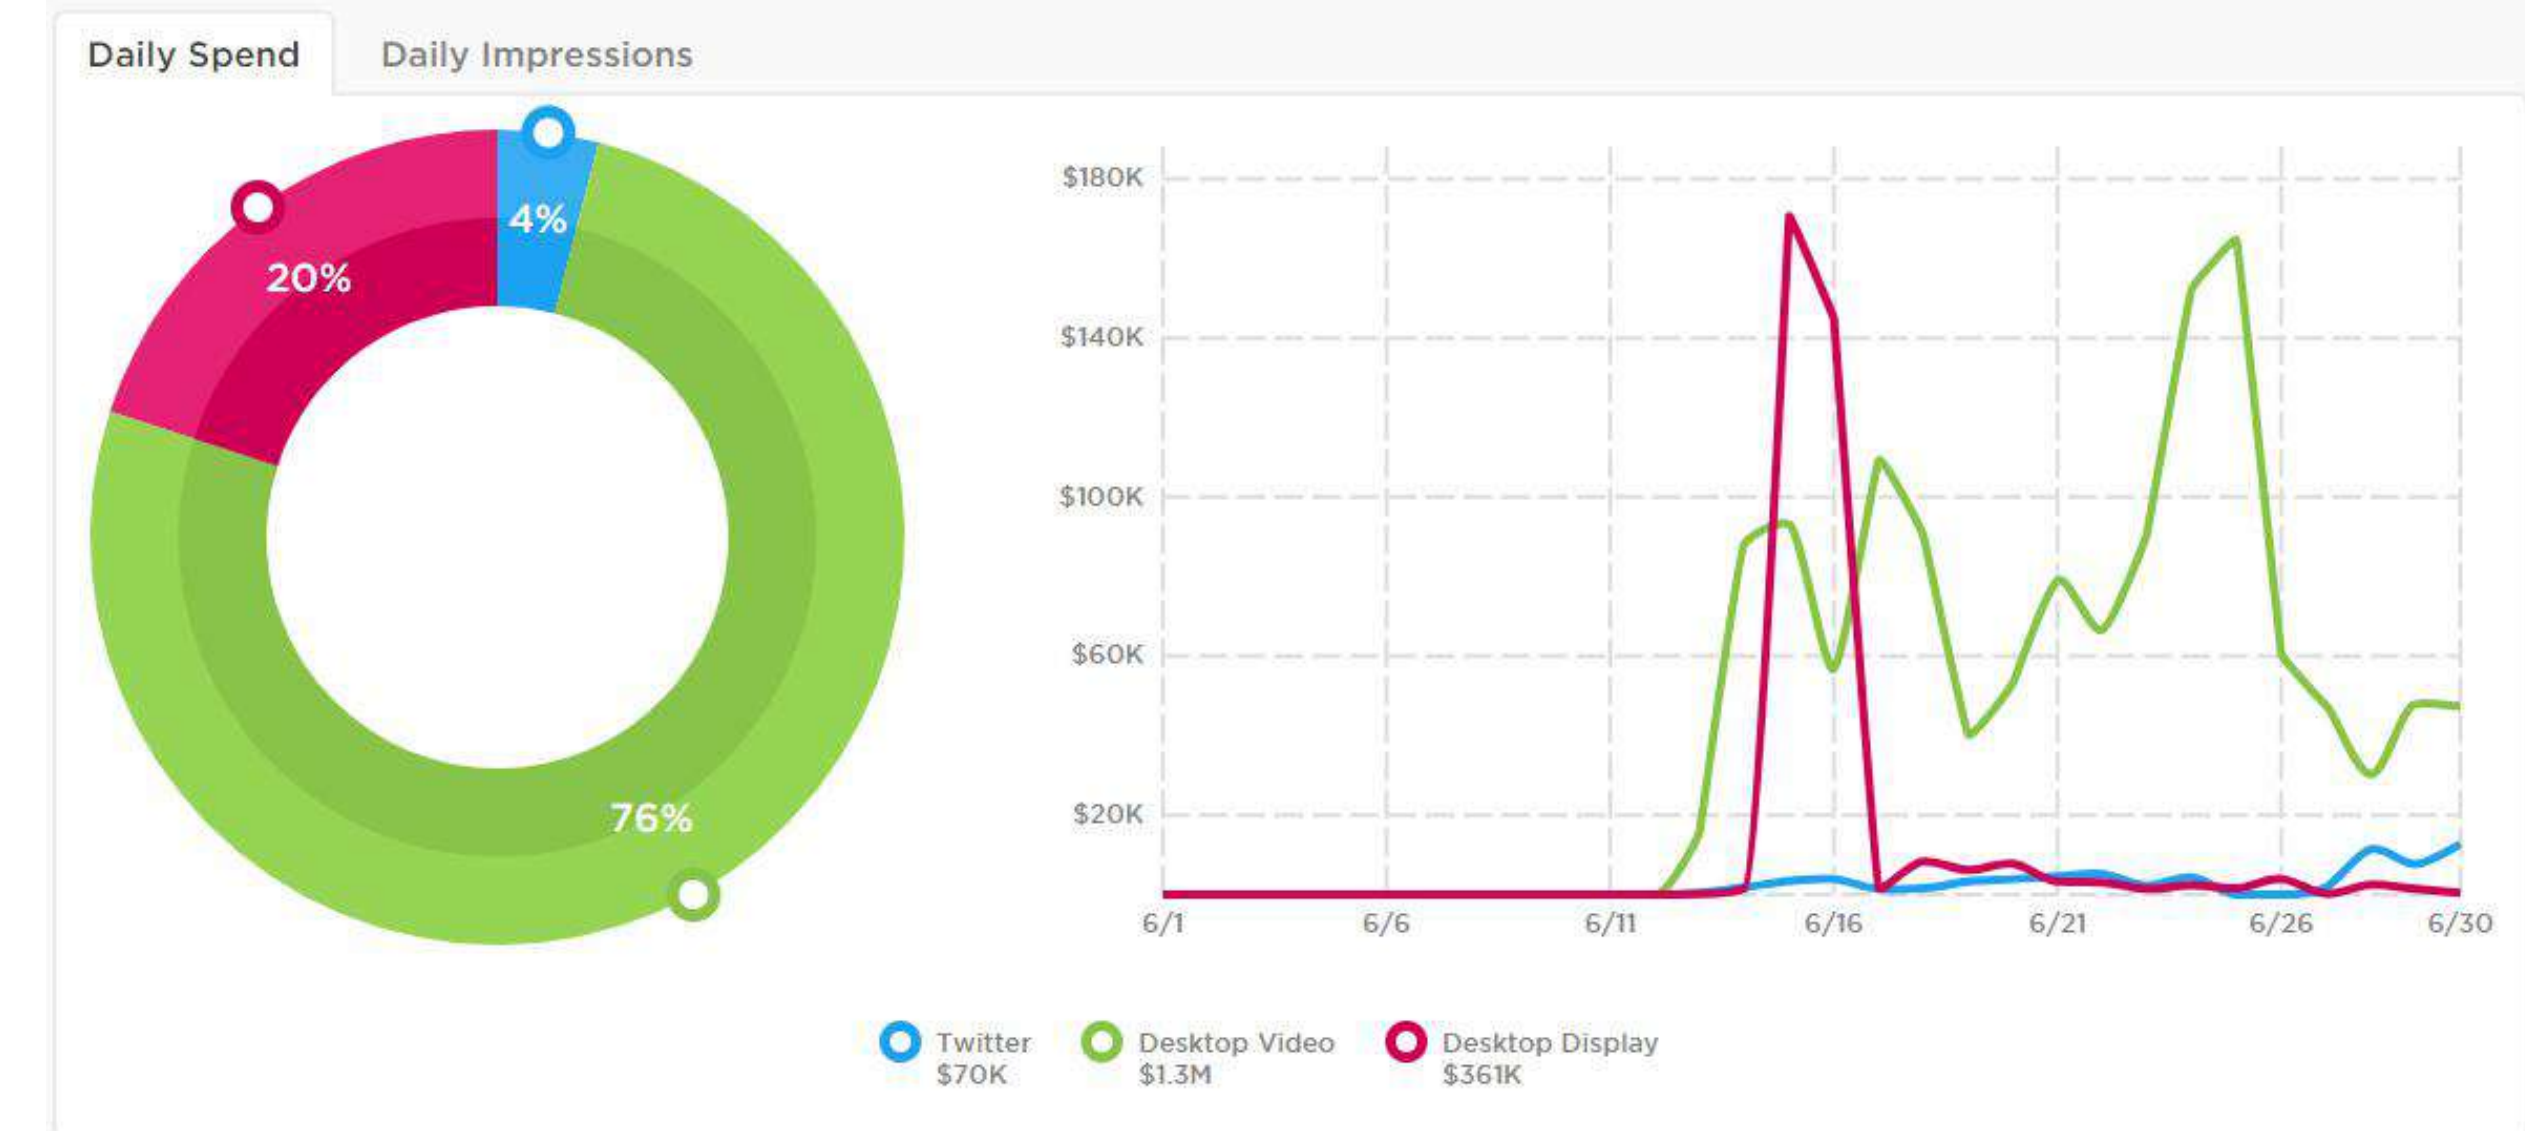 Daily Spend
Daily Impressions
4%
20%
76%
$180K
$140K
$100K
$60K
$20K
6/1
6/6
6/11
6/16
6/21
6/26
6/30
Twitter
$70K
Desktop Video
$1.3M
Desktop Display
$361K